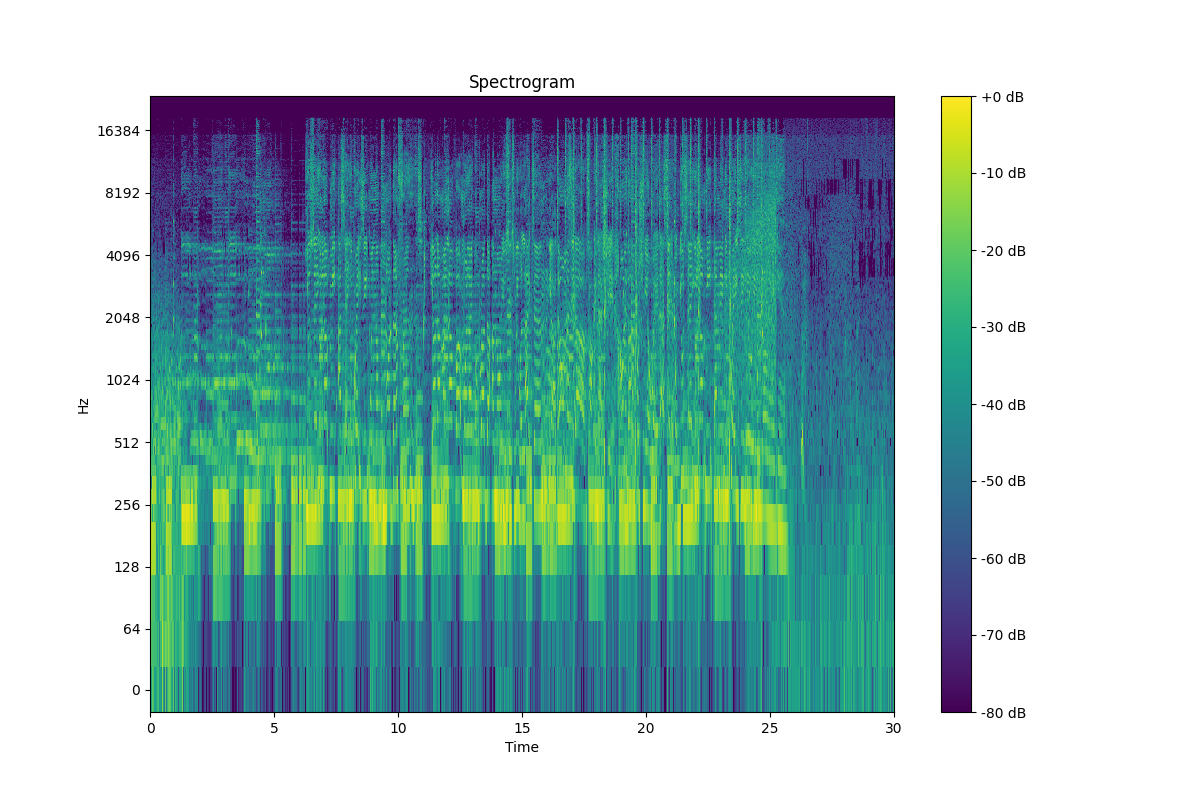 Spectrogram
Hz
16384
8192
4096
2048
1024
512
256
128
64
0
0 5 10 15 20 25 30
Time
+0 dB
-10 dB
-20 dB
-30 dB
-40 dB
-50 dB
-60 dB
-70 dB
-80 dB